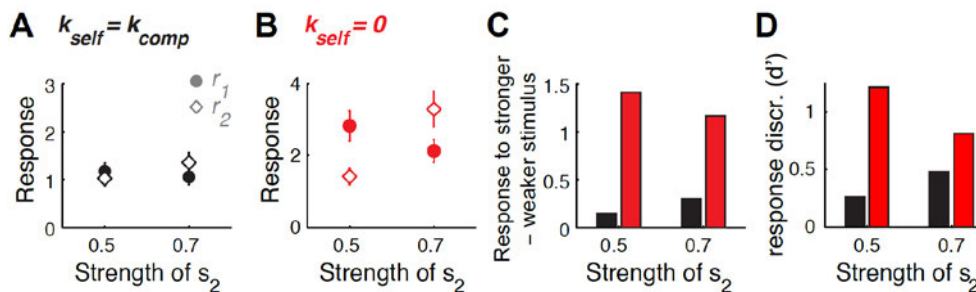 A k_self = k_comp
3
2
1
0
Response
r_1
r_2
0.5 0.7
Strength of s_2
B k_self = 0
4
2
0
Response
0.5 0.7
Strength of s_2
C
1.5
1
0.5
0
Response to stronger
– weaker stimulus
0.5 0.7
Strength of s_2
D
1
0.5
0
response discr. (d')
0.5 0.7
Strength of s_2